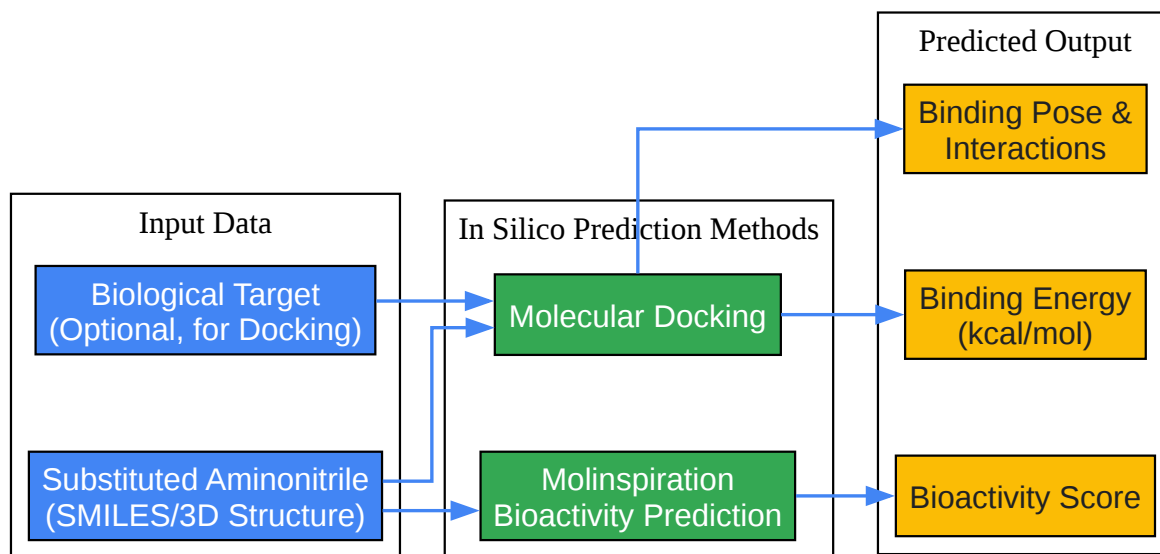 Input Data
Biological Target
(Optional, for Docking)
Substituted Aminonitrile
(SMILES/3D Structure)
In Silico Prediction Methods
Molecular Docking
Molinspiration
Bioactivity Prediction
Predicted Output
Binding Pose &
Interactions
Binding Energy
(kcal/mol)
Bioactivity Score